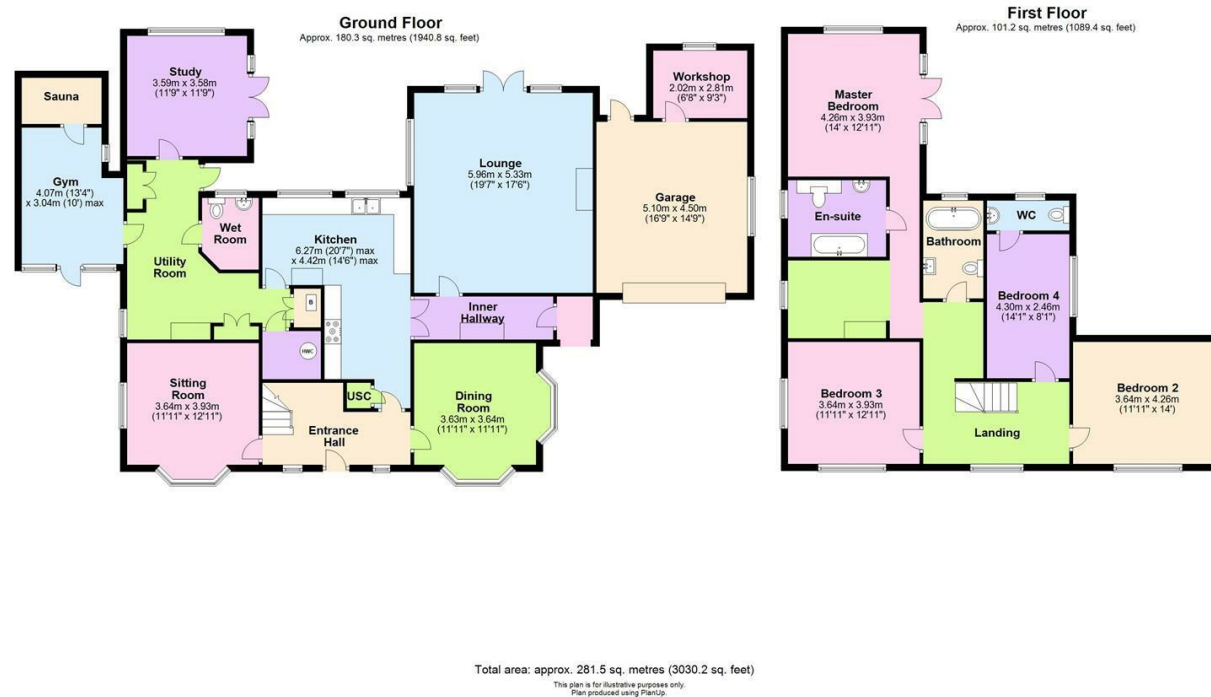 Ground Floor
Approx. 180.3 sq. metres (1940.8 sq. feet)
Study
3.59m x 3.58m
(11'9" x 11'9")
Sauna
Gym
4.07m (13'4")
x 3.04m (10') max
Utility
Room
Wet
Room
Kitchen
6.27m (20'7") max
x 4.42m (14'6") max
Lounge
5.96m x 5.33m
(19'7" x 17'6")
Workshop
2.02m x 2.81m
(6'8" x 9'3")
Garage
5.10m x 4.50m
(16'9" x 14'9")
Inner
Hallway
B
HWC
USC
Sitting
Room
3.64m x 3.93m
(11'11" x 12'11")
Entrance
Hall
Dining
Room
3.63m x 3.64m
(11'11" x 11'11")
First Floor
Approx. 101.2 sq. metres (1089.4 sq. feet)
Master
Bedroom
4.26m x 3.93m
(14' x 12'11")
En-suite
Bathroom
WC
Bedroom 4
4.30m x 2.46m
(14'1" x 8'1")
Bedroom 3
3.64m x 3.93m
(11'11" x 12'11")
Landing
Bedroom 2
3.64m x 4.26m
(11'11" x 14')
Total area: approx. 281.5 sq. metres (3030.2 sq. feet)
This plan is for illustrative purposes only.
Plan produced using PlanUp.